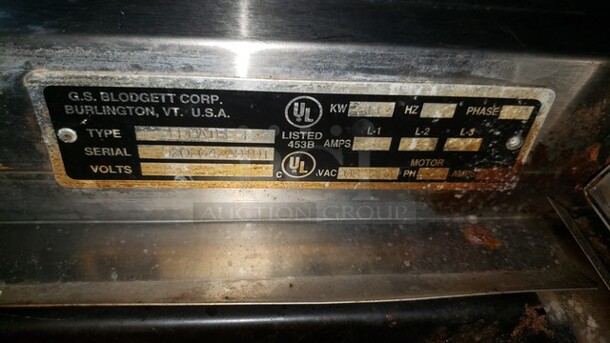 G.S. BLODGETT CORP.
BURLINGTON, VT. U.S.A.
TYPE
SERIAL
VOLTS
UL
LISTED
453B
C UL
KW HZ PHASE
L-1 L-2 L-3
AMPS
MOTOR
.VAC PH AMPS
AUCTION GROUP